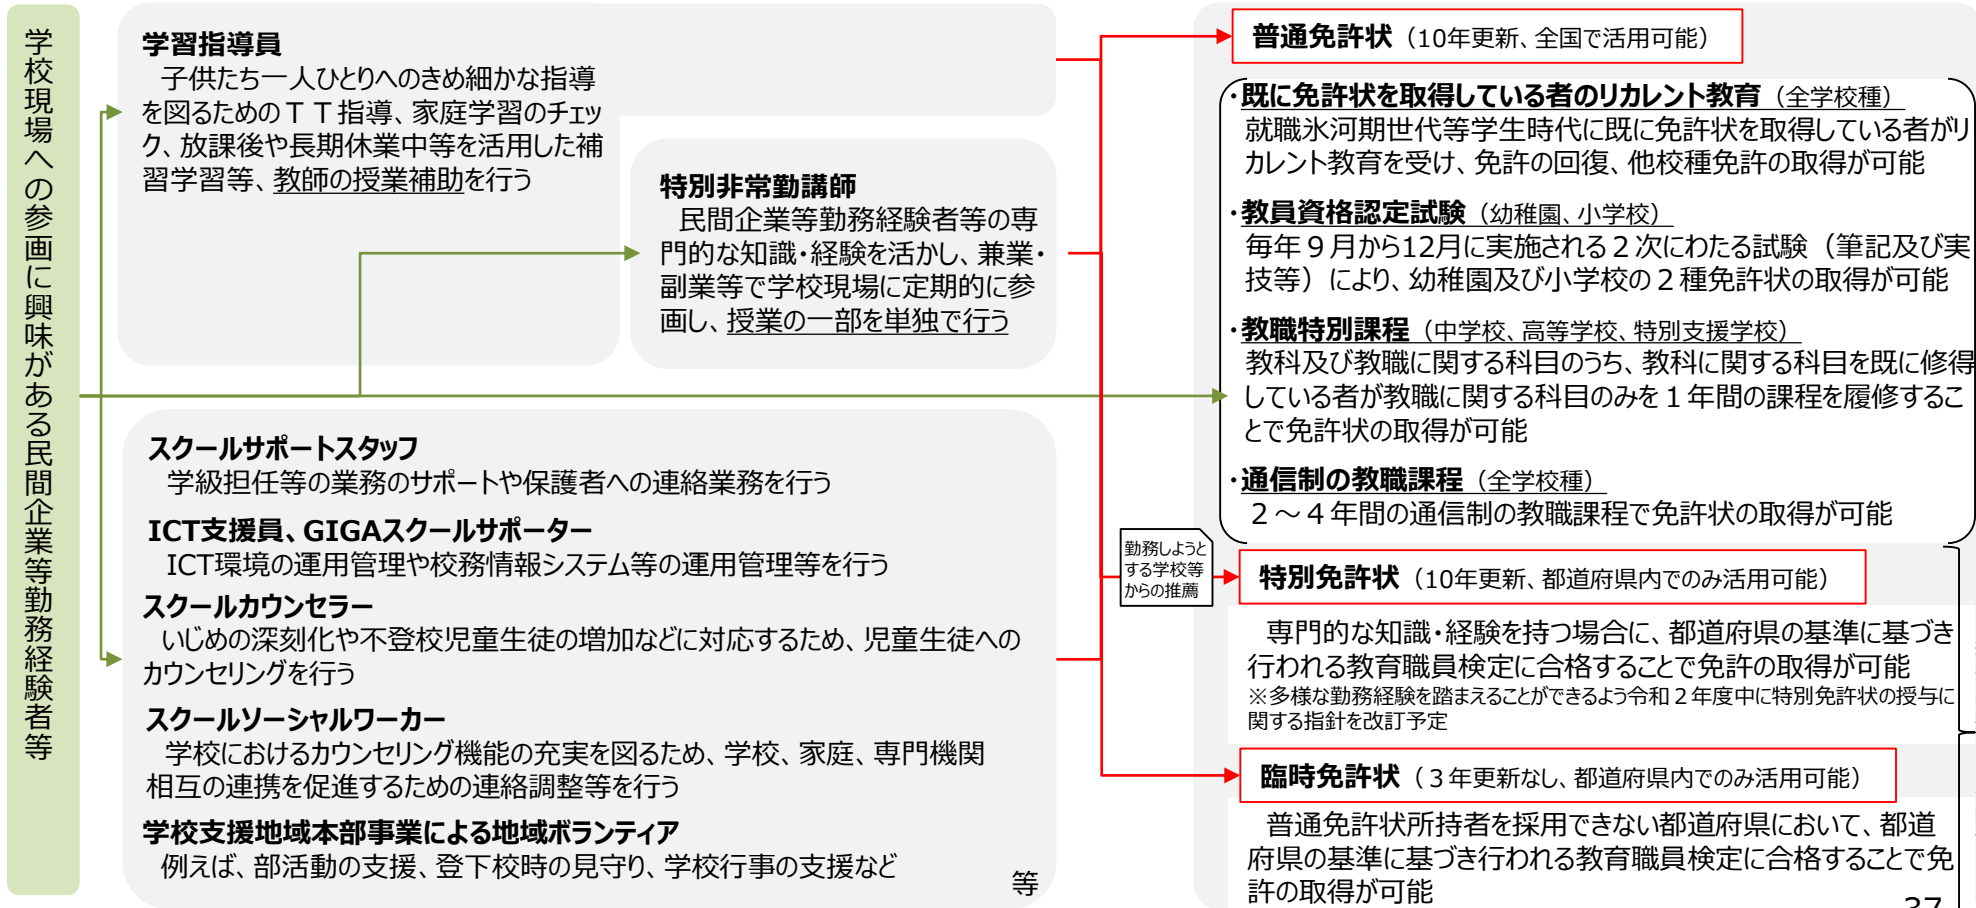 学校現場への参画に興味がある民間企業等勤務経験者等
学習指導員
子供たち一人ひとりへのきめ細かな指導
を図るためのＴＴ指導、家庭学習のチェッ
ク、放課後や長期休業中等を活用した補
習学習等、教師の授業補助を行う
特別非常勤講師
民間企業等勤務経験者等の専
門的な知識・経験を活かし、兼業・
副業等で学校現場に定期的に参
画し、授業の一部を単独で行う
スクールサポートスタッフ
学級担任等の業務のサポートや保護者への連絡業務を行う
ICT支援員、GIGAスクールサポーター
ICT環境の運用管理や校務情報システム等の運用管理等を行う
スクールカウンセラー
いじめの深刻化や不登校児童生徒の増加などに対応するため、児童生徒への
カウンセリングを行う
スクールソーシャルワーカー
学校におけるカウンセリング機能の充実を図るため、学校、家庭、専門機関
相互の連携を促進するための連絡調整等を行う
学校支援地域本部事業による地域ボランティア
例えば、部活動の支援、登下校時の見守り、学校行事の支援など
等
普通免許状（10年更新、全国で活用可能）
・既に免許状を取得している者のリカレント教育（全学校種）
就職氷河期世代等学生時代に既に免許状を取得している者がリ
カレント教育を受け、免許の回復、他校種免許の取得が可能
・教員資格認定試験（幼稚園、小学校）
毎年９月から12月に実施される２次にわたる試験（筆記及び実
技等）により、幼稚園及び小学校の２種免許状の取得が可能
・教職特別課程（中学校、高等学校、特別支援学校）
教科及び教職に関する科目のうち、教科に関する科目を既に修得
している者が教職に関する科目のみを１年間の課程を履修するこ
とで免許状の取得が可能
・通信制の教職課程（全学校種）
２～４年間の通信制の教職課程で免許状の取得が可能
勤務しようと
する学校等
からの推薦
特別免許状（10年更新、都道府県内でのみ活用可能）
専門的な知識・経験を持つ場合に、都道府県の基準に基づき
行われる教育職員検定に合格することで免許の取得が可能
※多様な勤務経験を踏まえることができるよう令和２年度中に特別免許状の授与に
関する指針を改訂予定
臨時免許状（３年更新なし、都道府県内でのみ活用可能）
普通免許状所持者を採用できない都道府県において、都道
府県の基準に基づき行われる教育職員検定に合格することで免
許の取得が可能
37